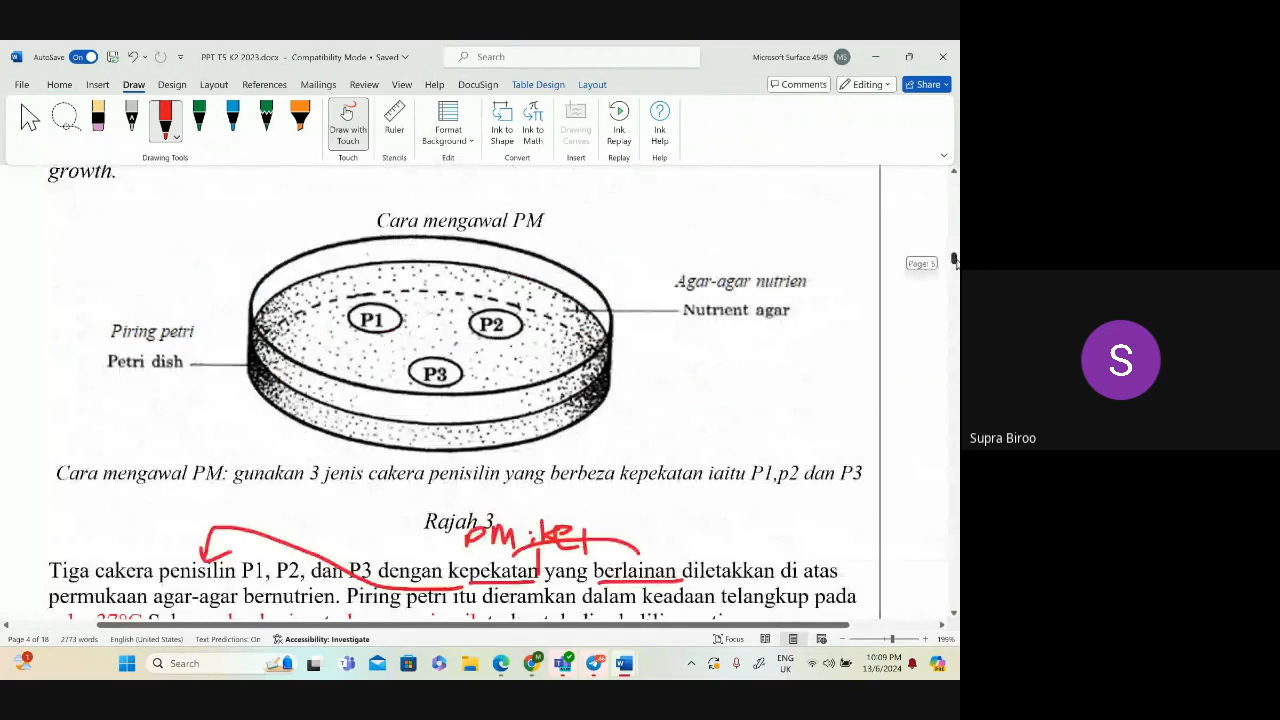 AutoSave On PPT T5 K2 2023.docx - Compatibility Mode • Saved Search Microsoft Surface 4589 MS
File Home Insert Draw Design Layout References Mailings Review View Help DocuSign Table Design Layout Comments Editing Share
Draw with Touch Ruler Format Background Ink to Shape Ink to Math Drawing Canvas Ink Replay Ink Help
Drawing Tools Touch Stencils Edit Convert Insert Replay Help
growth.
Cara mengawal PM
Page: 5
Agar-agar nutrien
Nutrient agar
P1
P2
Piring petri
Petri dish
P3
Cara mengawal PM: gunakan 3 jenis cakera penisilin yang berbeza kepekatan iaitu P1,p2 dan P3
Rajah 3
PM
Tiga cakera penisilin P1, P2, dan P3 dengan kepekatan yang berlainan diletakkan di atas
permukaan agar-agar bernutrien. Piring petri itu dieramkan dalam keadaan telangkup pada
Page 4 of 18 2773 words English (United States) Text Predictions: On Accessibility: Investigate Focus 199%
1 Search 46 ENG UK 10:09 PM 13/6/2024
S
Supra Biroo